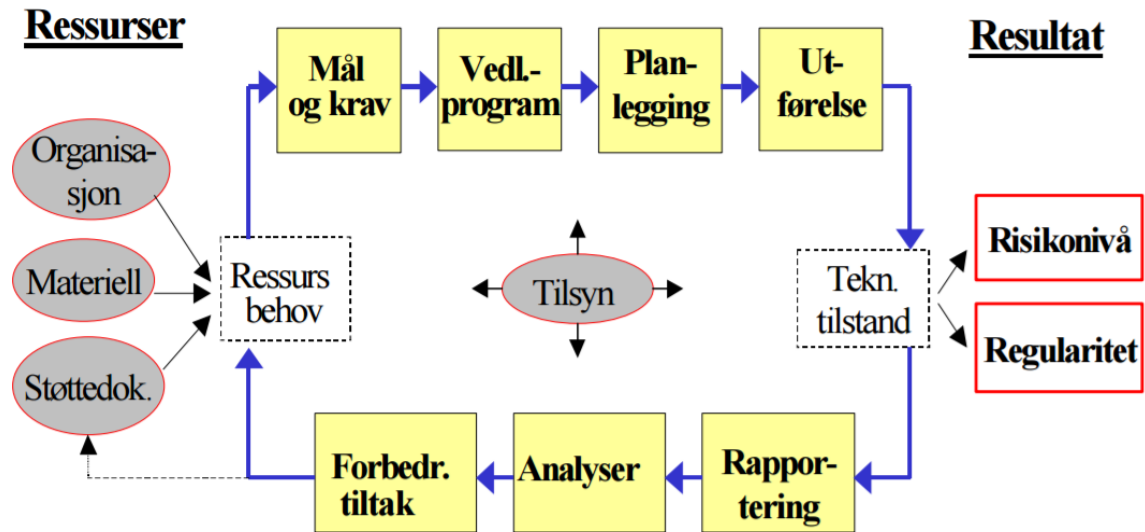 Ressurser
Resultat
Mål
og krav
Vedl.-
program
Plan-
legging
Ut-
førelse
Organisa-
sjon
Materiell
Støttedok.
Ressurs
behov
Tilsyn
Tekn.
tilstand
Risikonivå
Regularitet
Forbedr.
tiltak
Analyser
Rappor-
tering